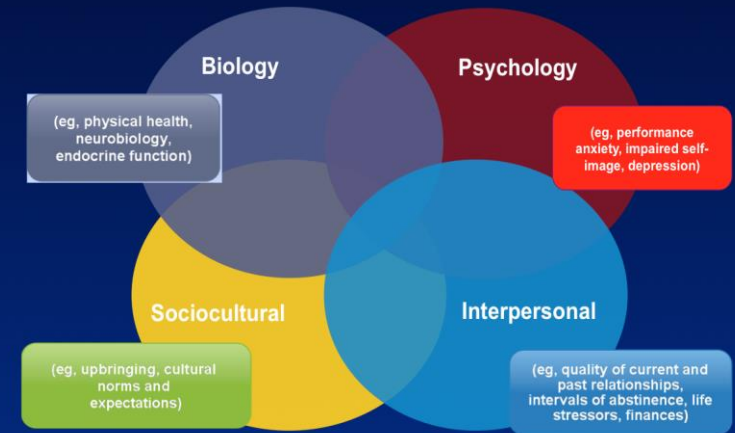 Biology
Psychology
(eg, physical health,
neurobiology,
endocrine function)
(eg, performance
anxiety, impaired self-
image, depression)
Sociocultural
Interpersonal
(eg, upbringing, cultural
norms and
expectations)
(eg, quality of current and
past relationships,
intervals of abstinence, life
stressors, finances)